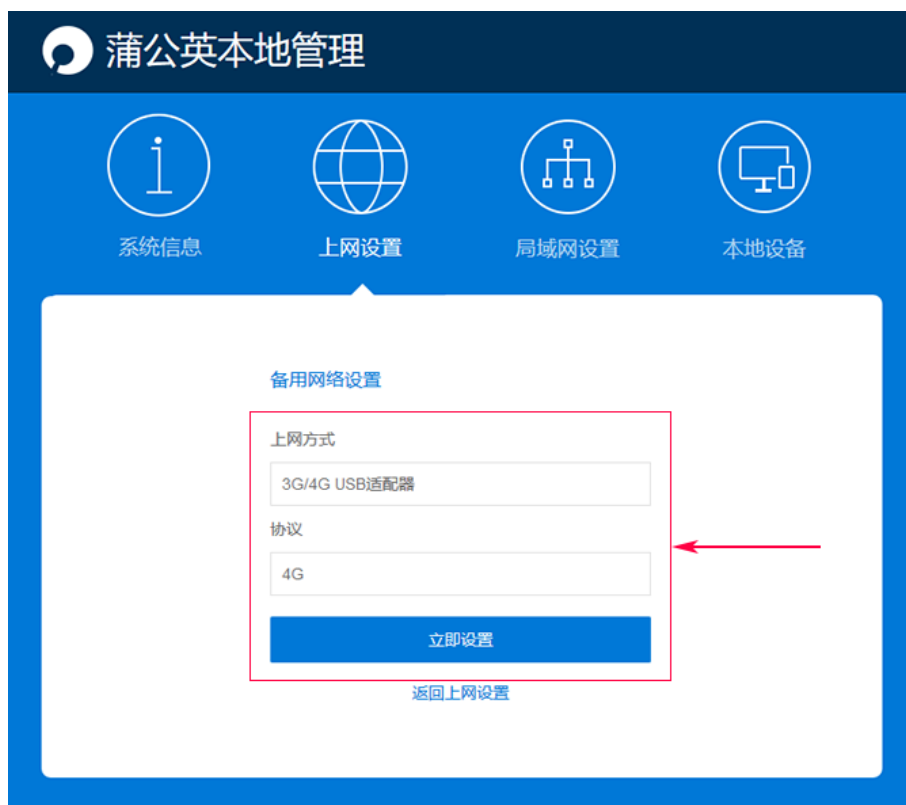 蒲公英本地管理
系统信息
上网设置
局域网设置
本地设备
备用网络设置
上网方式
3G/4G USB适配器
协议
4G
立即设置
返回上网设置